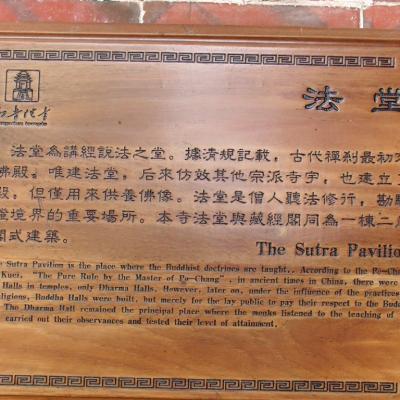 法堂
法堂為講經說法之堂。據清規記載，古代禪剎最初不
佛殿。唯建法堂，后來仿效其他宗派寺宇，也建立
殿，但僅用來供養佛像。法堂是僧人聽法修行，勘
證境界的重要場所。本寺法堂與藏經閣同為一棟二
閣式建築。
The Sutra Pavilio
e Sutra Pavilion is the place where the Buddhist doctrines are taught.. According to the Po-Cha
Kuei, "The Pure Rule by the Master of Po-Chang", in ancient times in China, there were
Halls in temples, only Dharma Halls. However, later on, under the influence of the practices
eligions, Buddha Halls were built, but merely for the lay public to pay their respect to the Budd
The Dharma Hall remained the principal place where the monks listened to the teaching of
carried out their observances and tested their level of attainment.